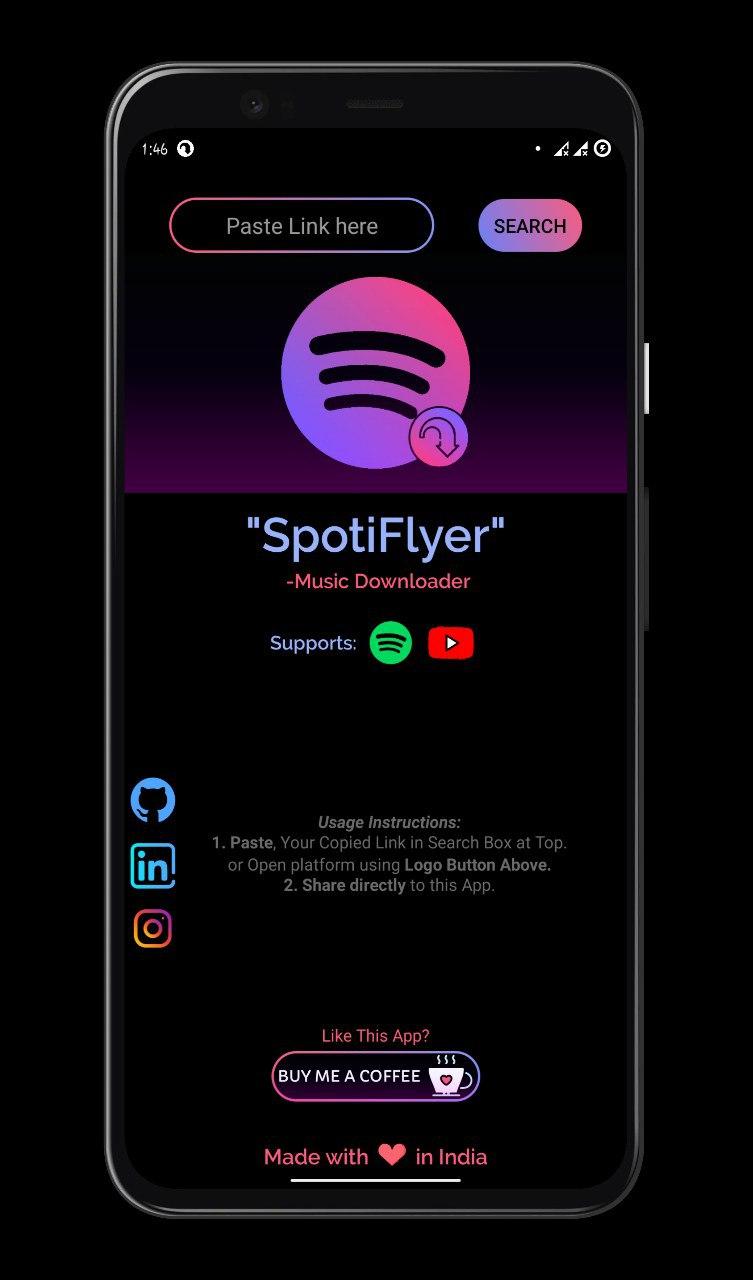 1:46
Paste Link here
SEARCH
"SpotiFlyer"
-Music Downloader
Supports:
Usage Instructions:
1. Paste, Your Copied Link in Search Box at Top.
or Open platform using Logo Button Above.
2. Share directly to this App.
Like This App?
BUY ME A COFFEE
Made with ❤ in India